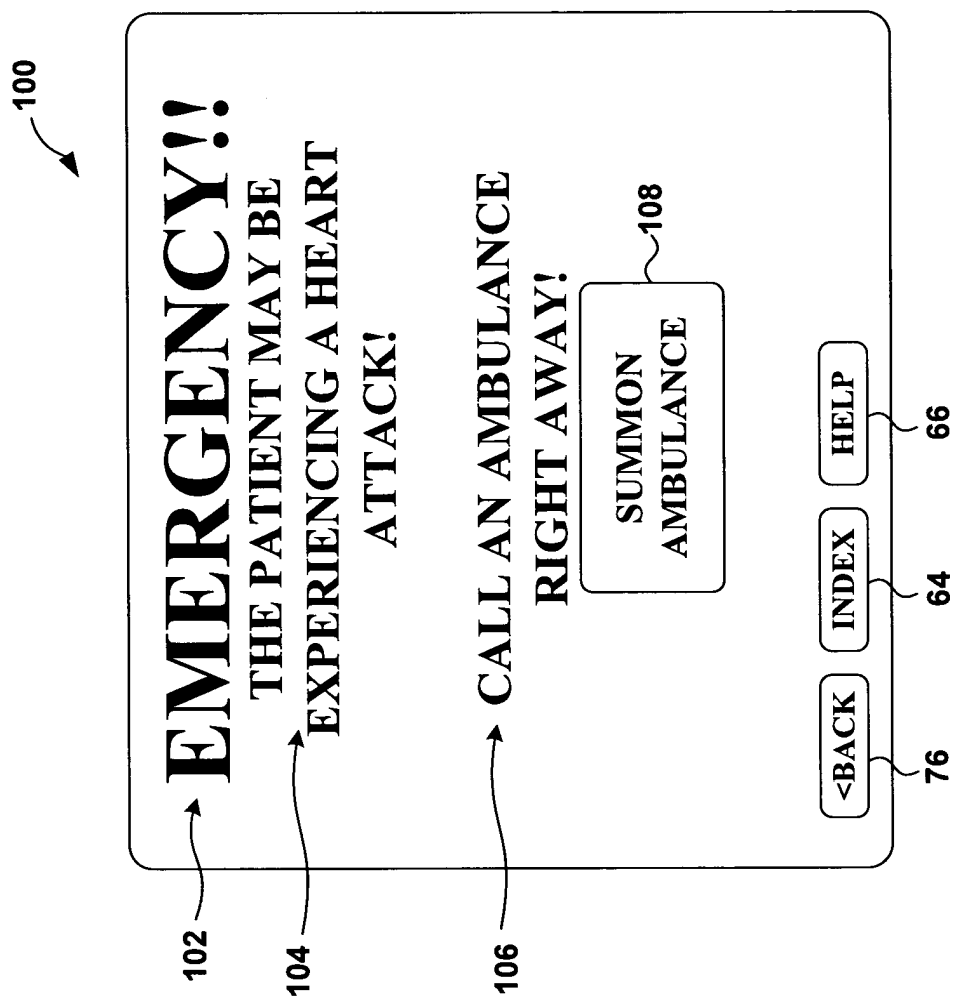 100
102
EMERGENCY!!
THE PATIENT MAY BE
104
EXPERIENCING A HEART
ATTACK!
106
CALL AN AMBULANCE
RIGHT AWAY!
108
SUMMON
AMBULANCE
<BACK
INDEX
HELP
76
64
66